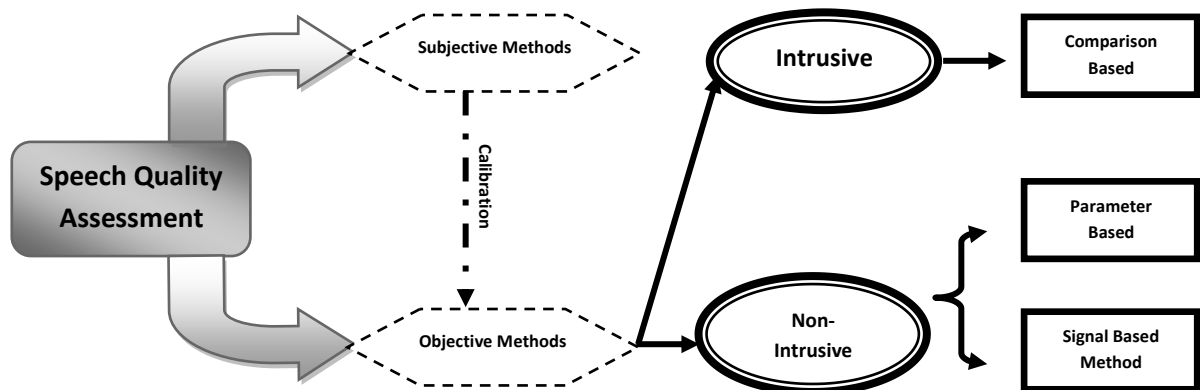 Speech Quality
Assessment
Subjective Methods
Calibration
Objective Methods
Intrusive
Non-
Intrusive
Comparison
Based
Parameter
Based
Signal Based
Method